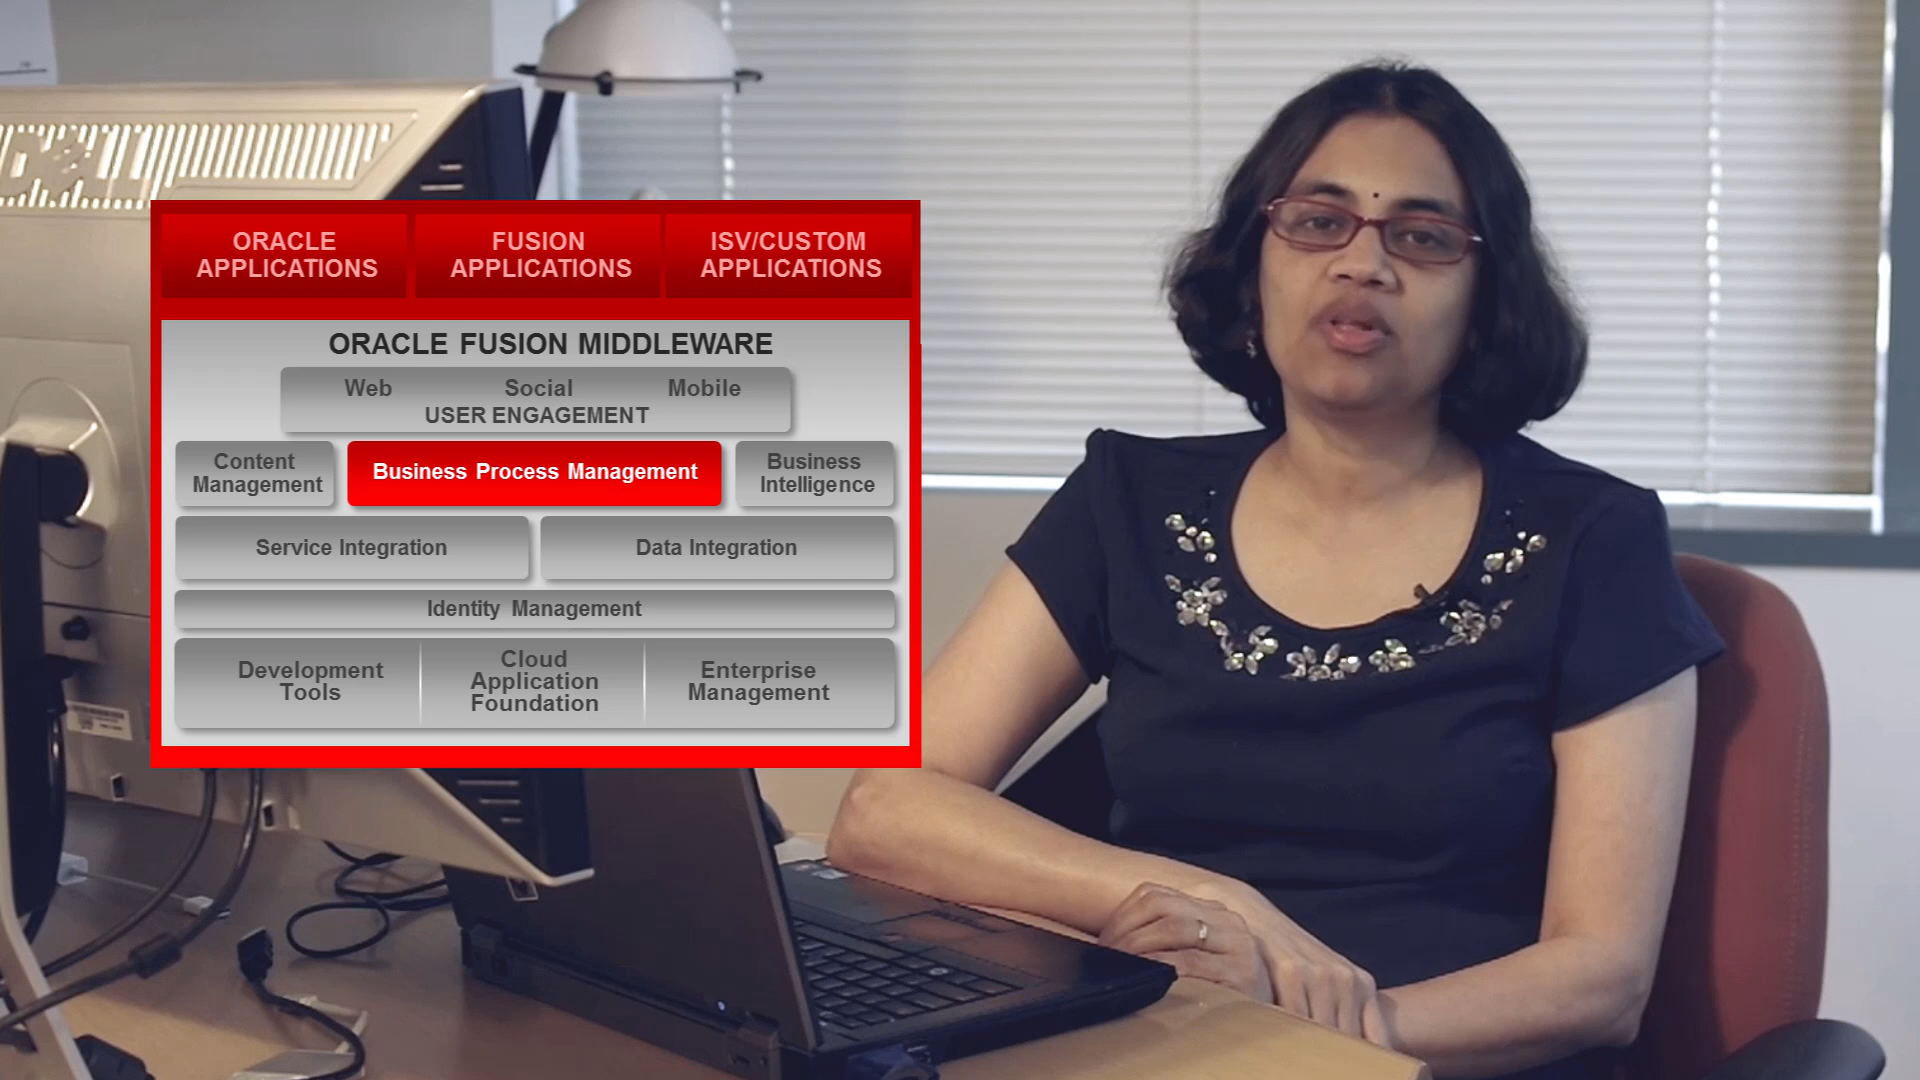 ORACLE
APPLICATIONS
FUSION
APPLICATIONS
ISV/CUSTOM
APPLICATIONS
ORACLE FUSION MIDDLEWARE
Web Social Mobile
USER ENGAGEMENT
Content
Management
Business Process Management
Business
Intelligence
Service Integration
Data Integration
Identity Management
Development
Tools
Cloud
Application
Foundation
Enterprise
Management